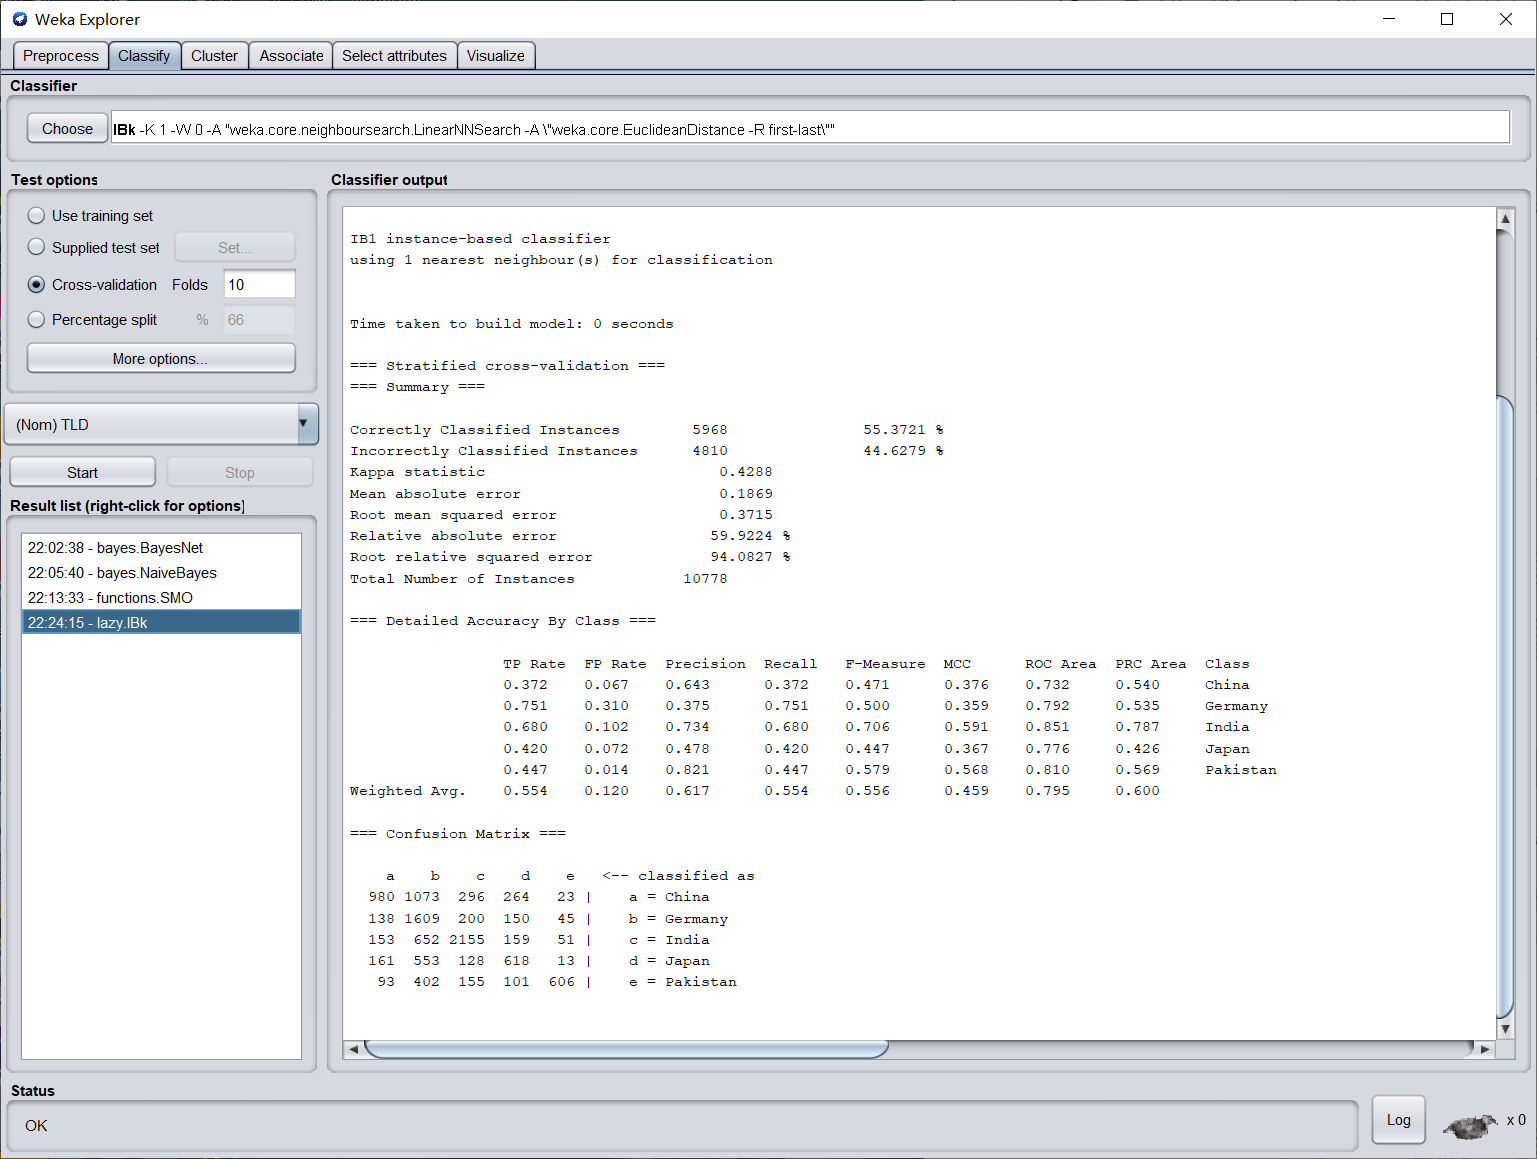 Weka Explorer
Preprocess Classify Cluster Associate Select attributes Visualize
Classifier
Choose IBk -K 1 -W 0 -A "weka.core.neighboursearch.LinearNNSearch -A \"weka.core.EuclideanDistance -R first-last\""
Test options
Use training set
Supplied test set Set...
Cross-validation Folds 10
Percentage split % 66
More options...
(Nom) TLD
Start Stop
Result list (right-click for options)
22:02:38 - bayes.BayesNet
22:05:40 - bayes.NaiveBayes
22:13:33 - functions.SMO
22:24:15 - lazy.IBk
Classifier output
IB1 instance-based classifier
using 1 nearest neighbour(s) for classification
Time taken to build model: 0 seconds
=== Stratified cross-validation ===
=== Summary ===
Correctly Classified Instances 5968 55.3721 %
Incorrectly Classified Instances 4810 44.6279 %
Kappa statistic 0.4288
Mean absolute error 0.1869
Root mean squared error 0.3715
Relative absolute error 59.9224 %
Root relative squared error 94.0827 %
Total Number of Instances 10778
=== Detailed Accuracy By Class ===
TP Rate FP Rate Precision Recall F-Measure MCC ROC Area PRC Area Class
0.372 0.067 0.643 0.372 0.471 0.376 0.732 0.540 China
0.751 0.310 0.375 0.751 0.500 0.359 0.792 0.535 Germany
0.680 0.102 0.734 0.680 0.706 0.591 0.851 0.787 India
0.420 0.072 0.478 0.420 0.447 0.367 0.776 0.426 Japan
0.447 0.014 0.821 0.447 0.579 0.568 0.810 0.569 Pakistan
Weighted Avg. 0.554 0.120 0.617 0.554 0.556 0.459 0.795 0.600
=== Confusion Matrix ===
a b c d e <-- classified as
980 1073 296 264 23 | a = China
138 1609 200 150 45 | b = Germany
153 652 2155 159 51 | c = India
161 553 128 618 13 | d = Japan
93 402 155 101 606 | e = Pakistan
Status
OK
Log x 0